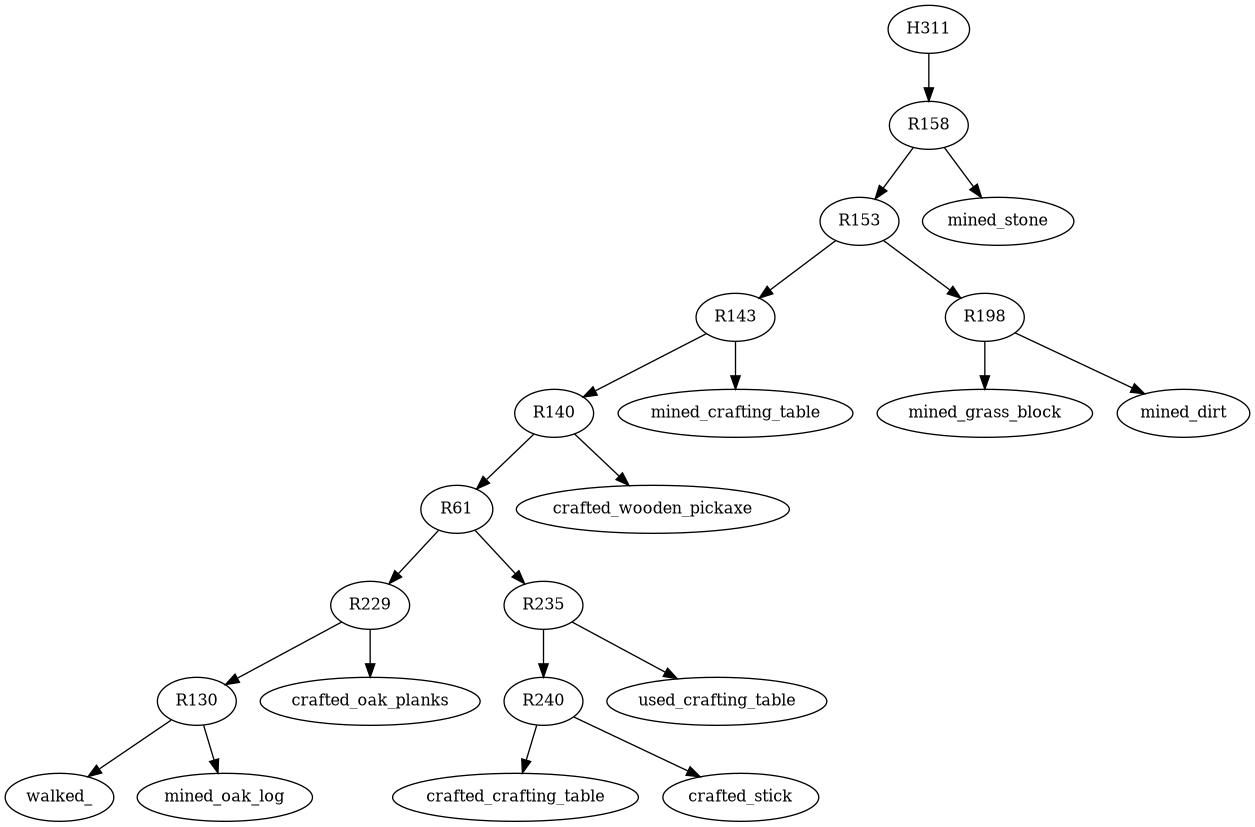 H311
R158
R153
mined_stone
R143
R198
R140
mined_crafting_table
mined_grass_block
mined_dirt
R61
crafted_wooden_pickaxe
R229
R235
R130
crafted_oak_planks
R240
used_crafting_table
walked_
mined_oak_log
crafted_crafting_table
crafted_stick